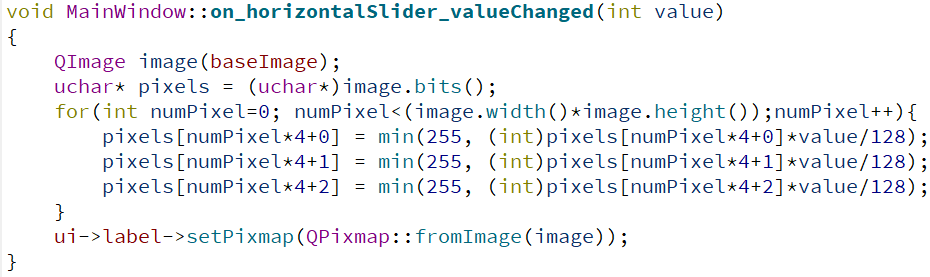 void MainWindow::on_horizontalSlider_valueChanged(int value)
{
    QImage image(baseImage);
    uchar* pixels = (uchar*)image.bits();
    for(int numPixel=0; numPixel<(image.width()*image.height());numPixel++){
        pixels[numPixel*4+0] = min(255, (int)pixels[numPixel*4+0]*value/128);
        pixels[numPixel*4+1] = min(255, (int)pixels[numPixel*4+1]*value/128);
        pixels[numPixel*4+2] = min(255, (int)pixels[numPixel*4+2]*value/128);
    }
    ui->label->setPixmap(QPixmap::fromImage(image));
}